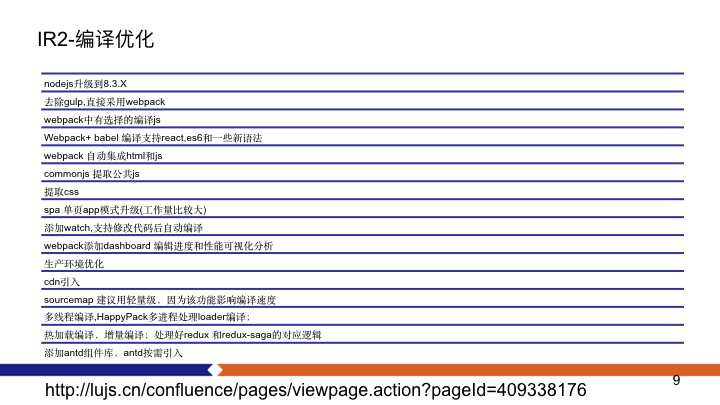 IR2-编译优化
nodejs升级到8.3.X
去除gulp,直接采用webpack
webpack中有选择的编译js
Webpack+ babel 编译支持react,es6和一些新语法
webpack 自动集成html和js
commonjs 提取公共js
提取css
spa 单页app模式升级(工作量比较大)
添加watch,支持修改代码后自动编译
webpack添加dashboard 编辑进度和性能可视化分析
生产环境优化
cdn引入
sourcemap 建议用轻量级，因为该功能影响编译速度
多线程编译,HappyPack多进程处理loader编译；
热加载编译，增量编译；处理好redux 和redux-saga的对应逻辑
添加antd组件库，antd按需引入
9
http://lujs.cn/confluence/pages/viewpage.action?pageId=409338176